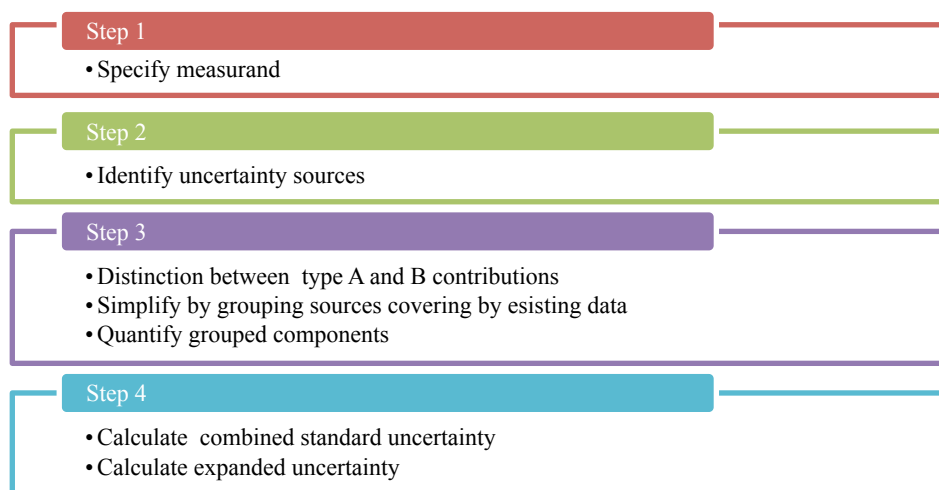 Step 1
• Specify measurand
Step 2
• Identify uncertainty sources
Step 3
• Distinction between type A and B contributions
• Simplify by grouping sources covering by esisting data
• Quantify grouped components
Step 4
• Calculate combined standard uncertainty
• Calculate expanded uncertainty